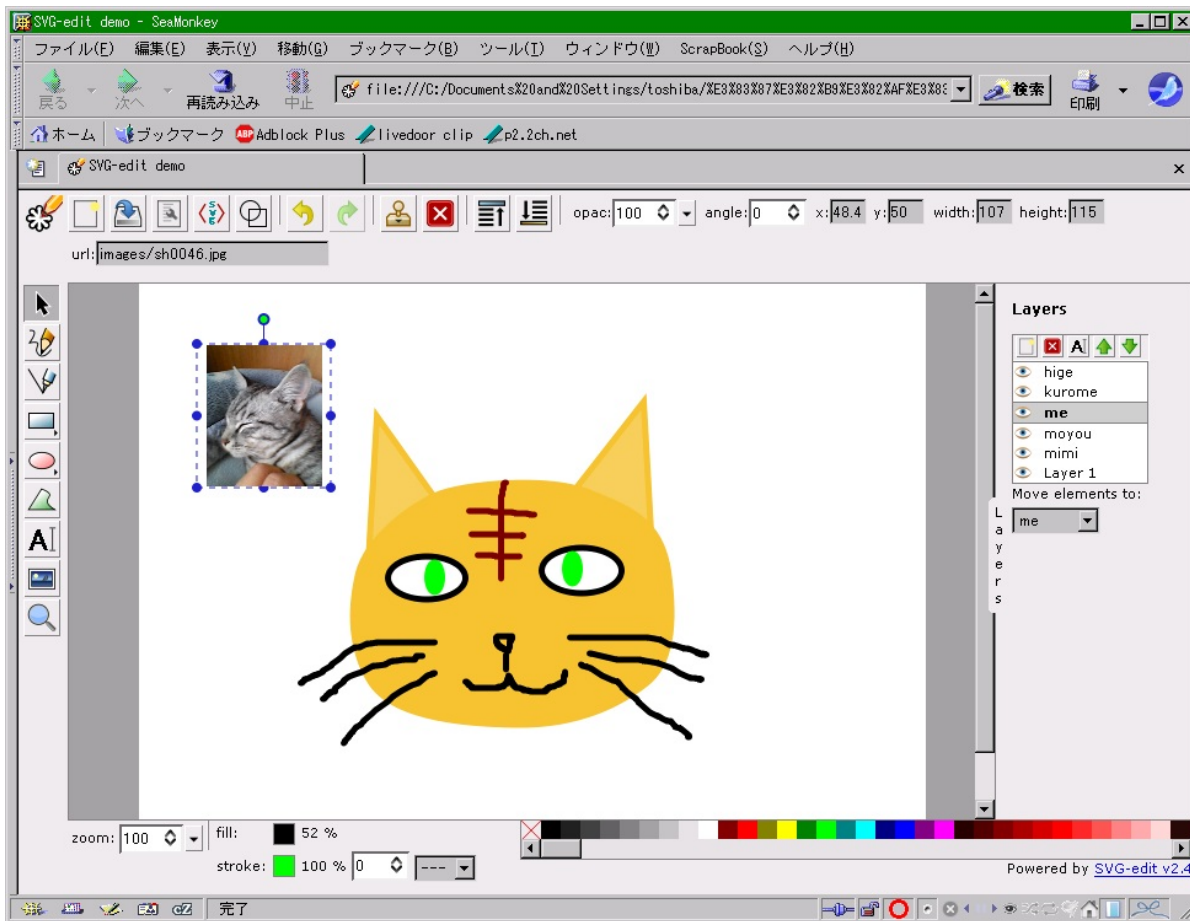 SVG-edit demo - SeaMonkey
ファイル(F) 編集(E) 表示(V) 移動(G) ブックマーク(B) ツール(T) ウィンドウ(W) ScrapBook(S) ヘルプ(H)
戻る 次へ 再読み込み 中止 file:///C:/Documents%20and%20Settings/toshiba/%E3%83%87%E3%82%B9%E3%82%AF%E3%8 検索 印刷
ホーム ブックマーク ABP Adblock Plus livedoor clip p2.2ch.net
SVG-edit demo
opac: 100 angle: 0 x: 48.4 y: 50 width: 107 height: 115
url: images/sh0046.jpg
Layers
hige
kurome
me
moyou
mimi
Layer 1
Move elements to:
me
Layers
zoom: 100 fill: 52 %
stroke: 100 % 0 ---
Powered by SVG-edit v2.4
完了